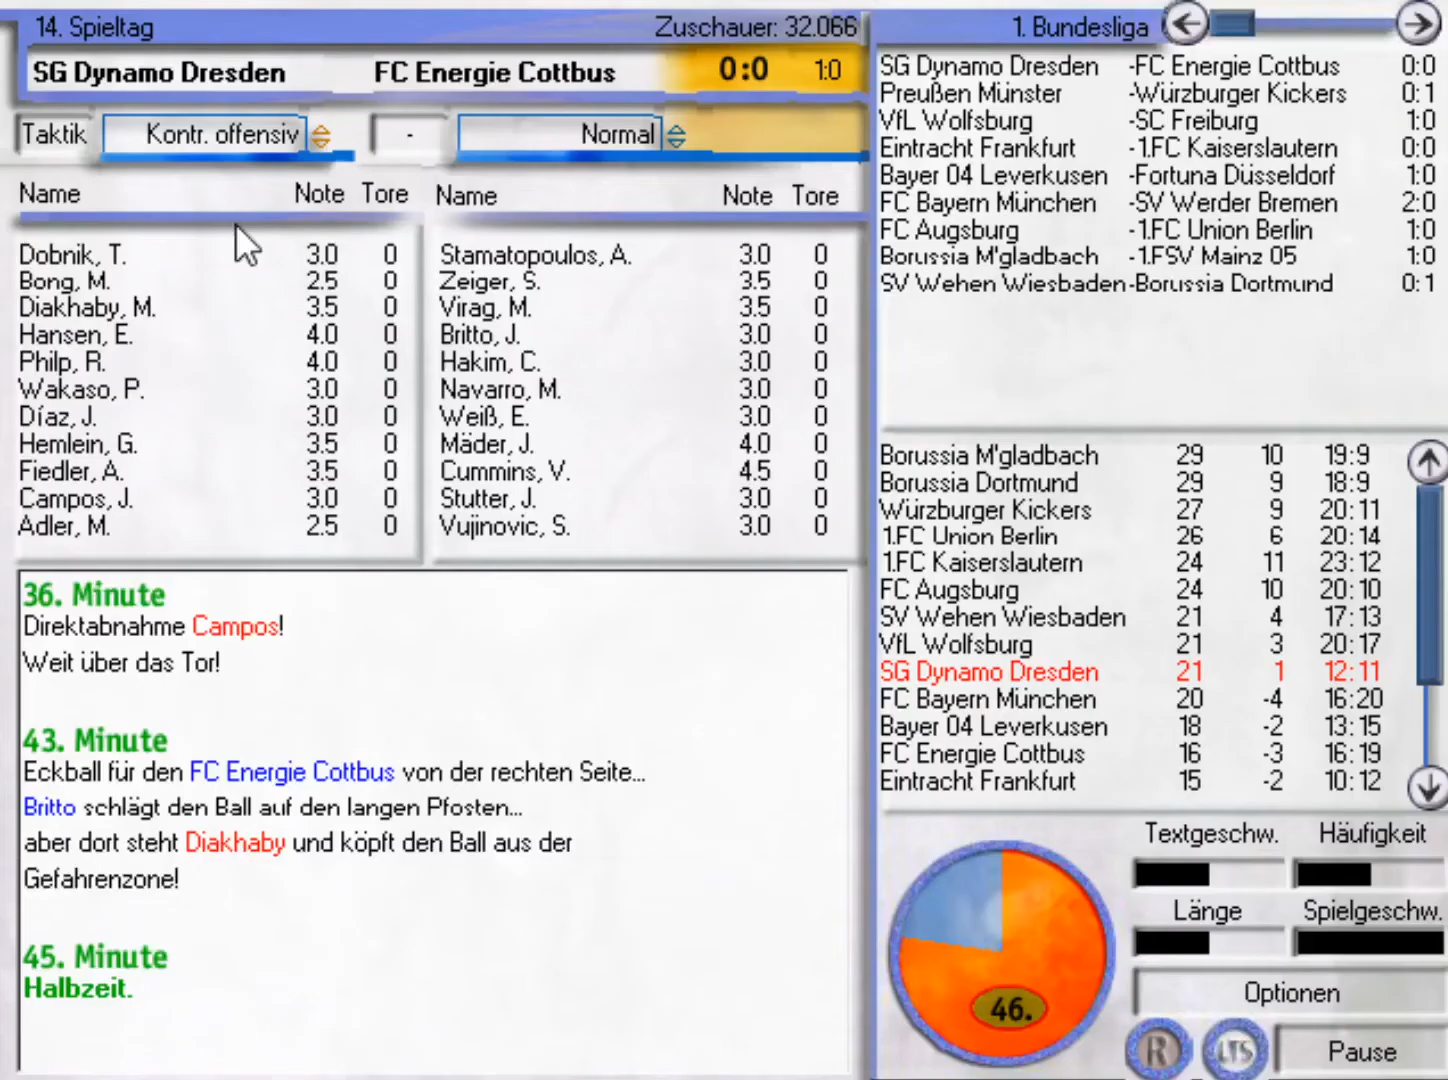 14. Spieltag Zuschauer: 32.066
SG Dynamo Dresden FC Energie Cottbus 0:0 1:0
Taktik Kontr. offensiv - Normal
Name Note Tore Name Note Tore
Dobnik, T. 3.0 0 Stamatopoulos, A. 3.0 0
Bong, M. 2.5 0 Zeiger, S. 3.5 0
Diakhaby, M. 3.5 0 Virag, M. 3.5 0
Hansen, E. 4.0 0 Britto, J. 3.0 0
Philp, R. 4.0 0 Hakim, C. 3.0 0
Wakaso, P. 3.0 0 Navarro, M. 3.0 0
Díaz, J. 3.0 0 Weiß, E. 3.0 0
Hemlein, G. 3.5 0 Mäder, J. 4.0 0
Fiedler, A. 3.5 0 Cummins, V. 4.5 0
Campos, J. 3.0 0 Stutter, J. 3.0 0
Adler, M. 2.5 0 Vujinovic, S. 3.0 0
36. Minute
Direktabnahme Campos!
Weit über das Tor!
43. Minute
Eckball für den FC Energie Cottbus von der rechten Seite...
Britto schlägt den Ball auf den langen Pfosten...
aber dort steht Diakhaby und köpft den Ball aus der
Gefahrenzone!
45. Minute
Halbzeit.
1. Bundesliga
SG Dynamo Dresden -FC Energie Cottbus 0:0
Preußen Münster -Würzburger Kickers 0:1
VfL Wolfsburg -SC Freiburg 1:0
Eintracht Frankfurt -1.FC Kaiserslautern 0:0
Bayer 04 Leverkusen -Fortuna Düsseldorf 1:0
FC Bayern München -SV Werder Bremen 2:0
FC Augsburg -1.FC Union Berlin 1:0
Borussia M'gladbach -1.FSV Mainz 05 1:0
SV Wehen Wiesbaden -Borussia Dortmund 0:1
Borussia M'gladbach 29 10 19:9
Borussia Dortmund 29 9 18:9
Würzburger Kickers 27 9 20:11
1.FC Union Berlin 26 6 20:14
1.FC Kaiserslautern 24 11 23:12
FC Augsburg 24 10 20:10
SV Wehen Wiesbaden 21 4 17:13
VfL Wolfsburg 21 3 20:17
SG Dynamo Dresden 21 1 12:11
FC Bayern München 20 -4 16:20
Bayer 04 Leverkusen 18 -2 13:15
FC Energie Cottbus 16 -3 16:19
Eintracht Frankfurt 15 -2 10:12
Textgeschw. Häufigkeit
Länge Spielgeschw.
46.
Optionen
R LTS Pause